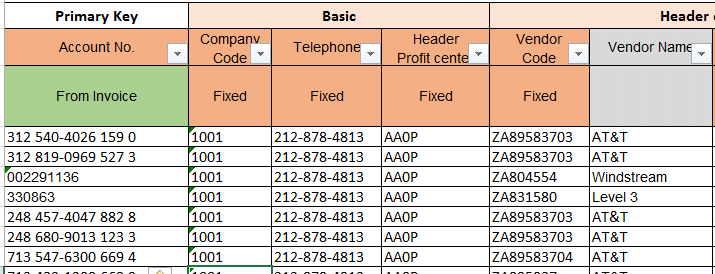 Primary Key Basic Header
Account No. Company Code Telephone Header Profit cente Vendor Code Vendor Name
From Invoice Fixed Fixed Fixed Fixed
312 540-4026 159 0 1001 212-878-4813 AA0P ZA89583703 AT&T
312 819-0969 527 3 1001 212-878-4813 AA0P ZA89583703 AT&T
002291136 1001 212-878-4813 AA0P ZA804554 Windstream
330863 1001 212-878-4813 AA0P ZA831580 Level 3
248 457-4047 882 8 1001 212-878-4813 AA0P ZA89583703 AT&T
248 680-9013 123 3 1001 212-878-4813 AA0P ZA89583703 AT&T
713 547-6300 669 4 1001 212-878-4813 AA0P ZA89583704 AT&T